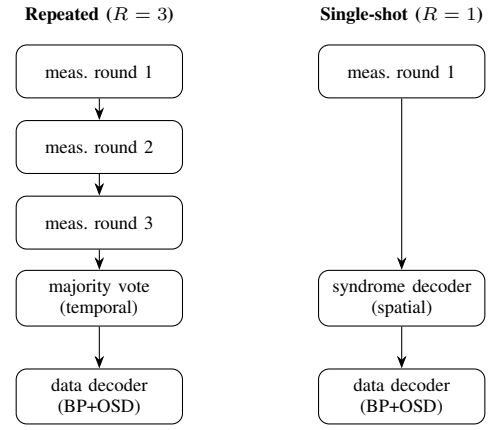 Repeated (R = 3)
meas. round 1
meas. round 2
meas. round 3
majority vote
(temporal)
data decoder
(BP+OSD)
Single-shot (R = 1)
meas. round 1
syndrome decoder
(spatial)
data decoder
(BP+OSD)